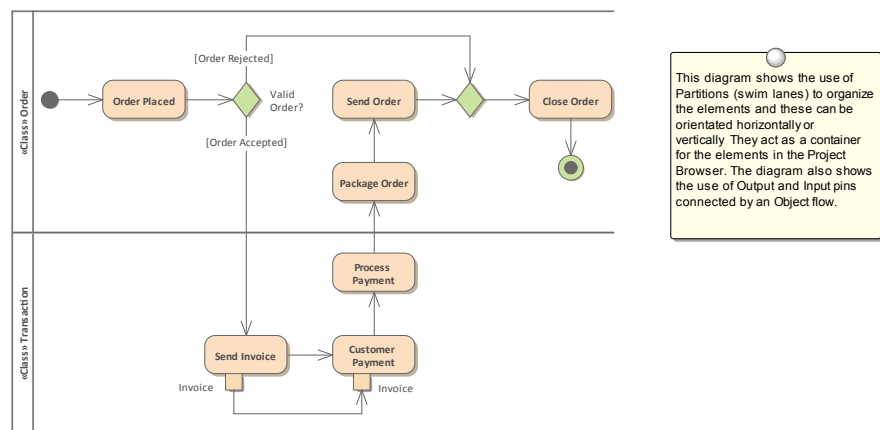 «Class» Order
[Order Rejected]
Order Placed
Valid
Order?
Send Order
Close Order
[Order Accepted]
Package Order
«Class» Transaction
Process
Payment
Send Invoice
Customer
Payment
Invoice
Invoice
This diagram shows the use of
Partitions (swim lanes) to organize
the elements and these can be
orientated horizontally or
vertically They act as a container
for the elements in the Project
Browser. The diagram also shows
the use of Output and Input pins
connected by an Object flow.